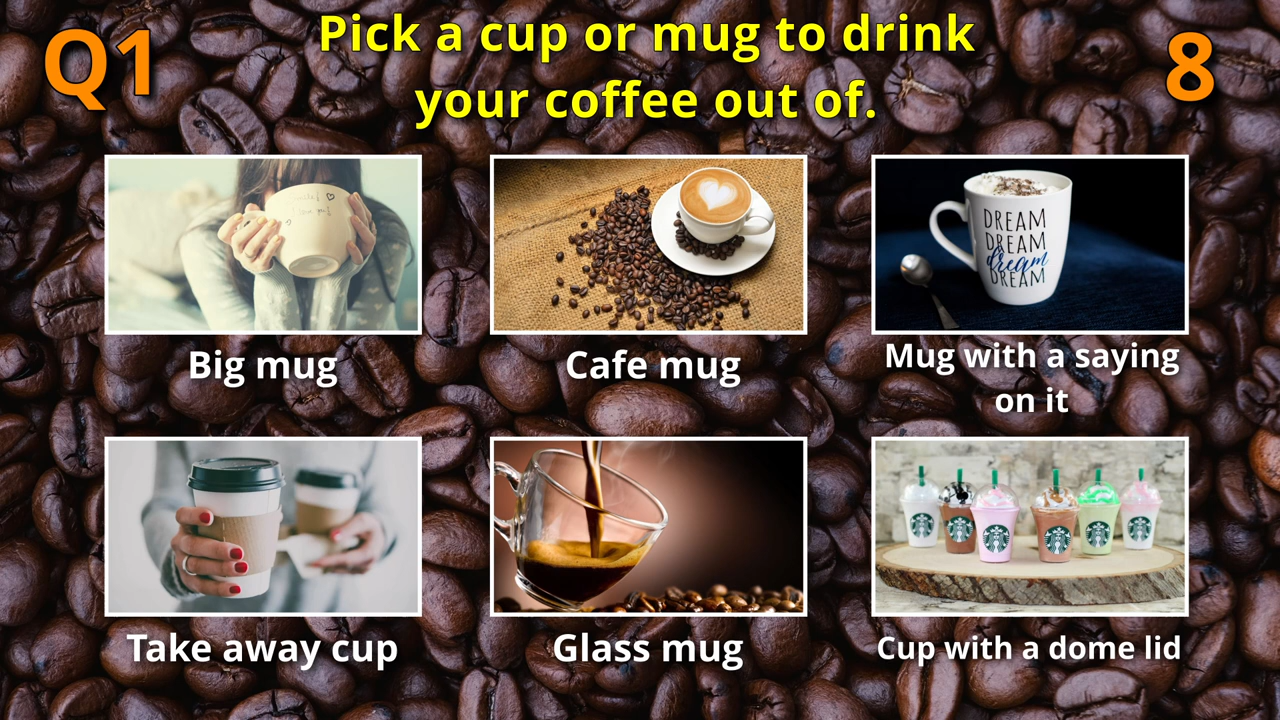 Q1
Pick a cup or mug to drink
your coffee out of.
8
DREAM
DREAM
dream
DREAM
Big mug
Cafe mug
Mug with a saying
on it
Take away cup
Glass mug
Cup with a dome lid